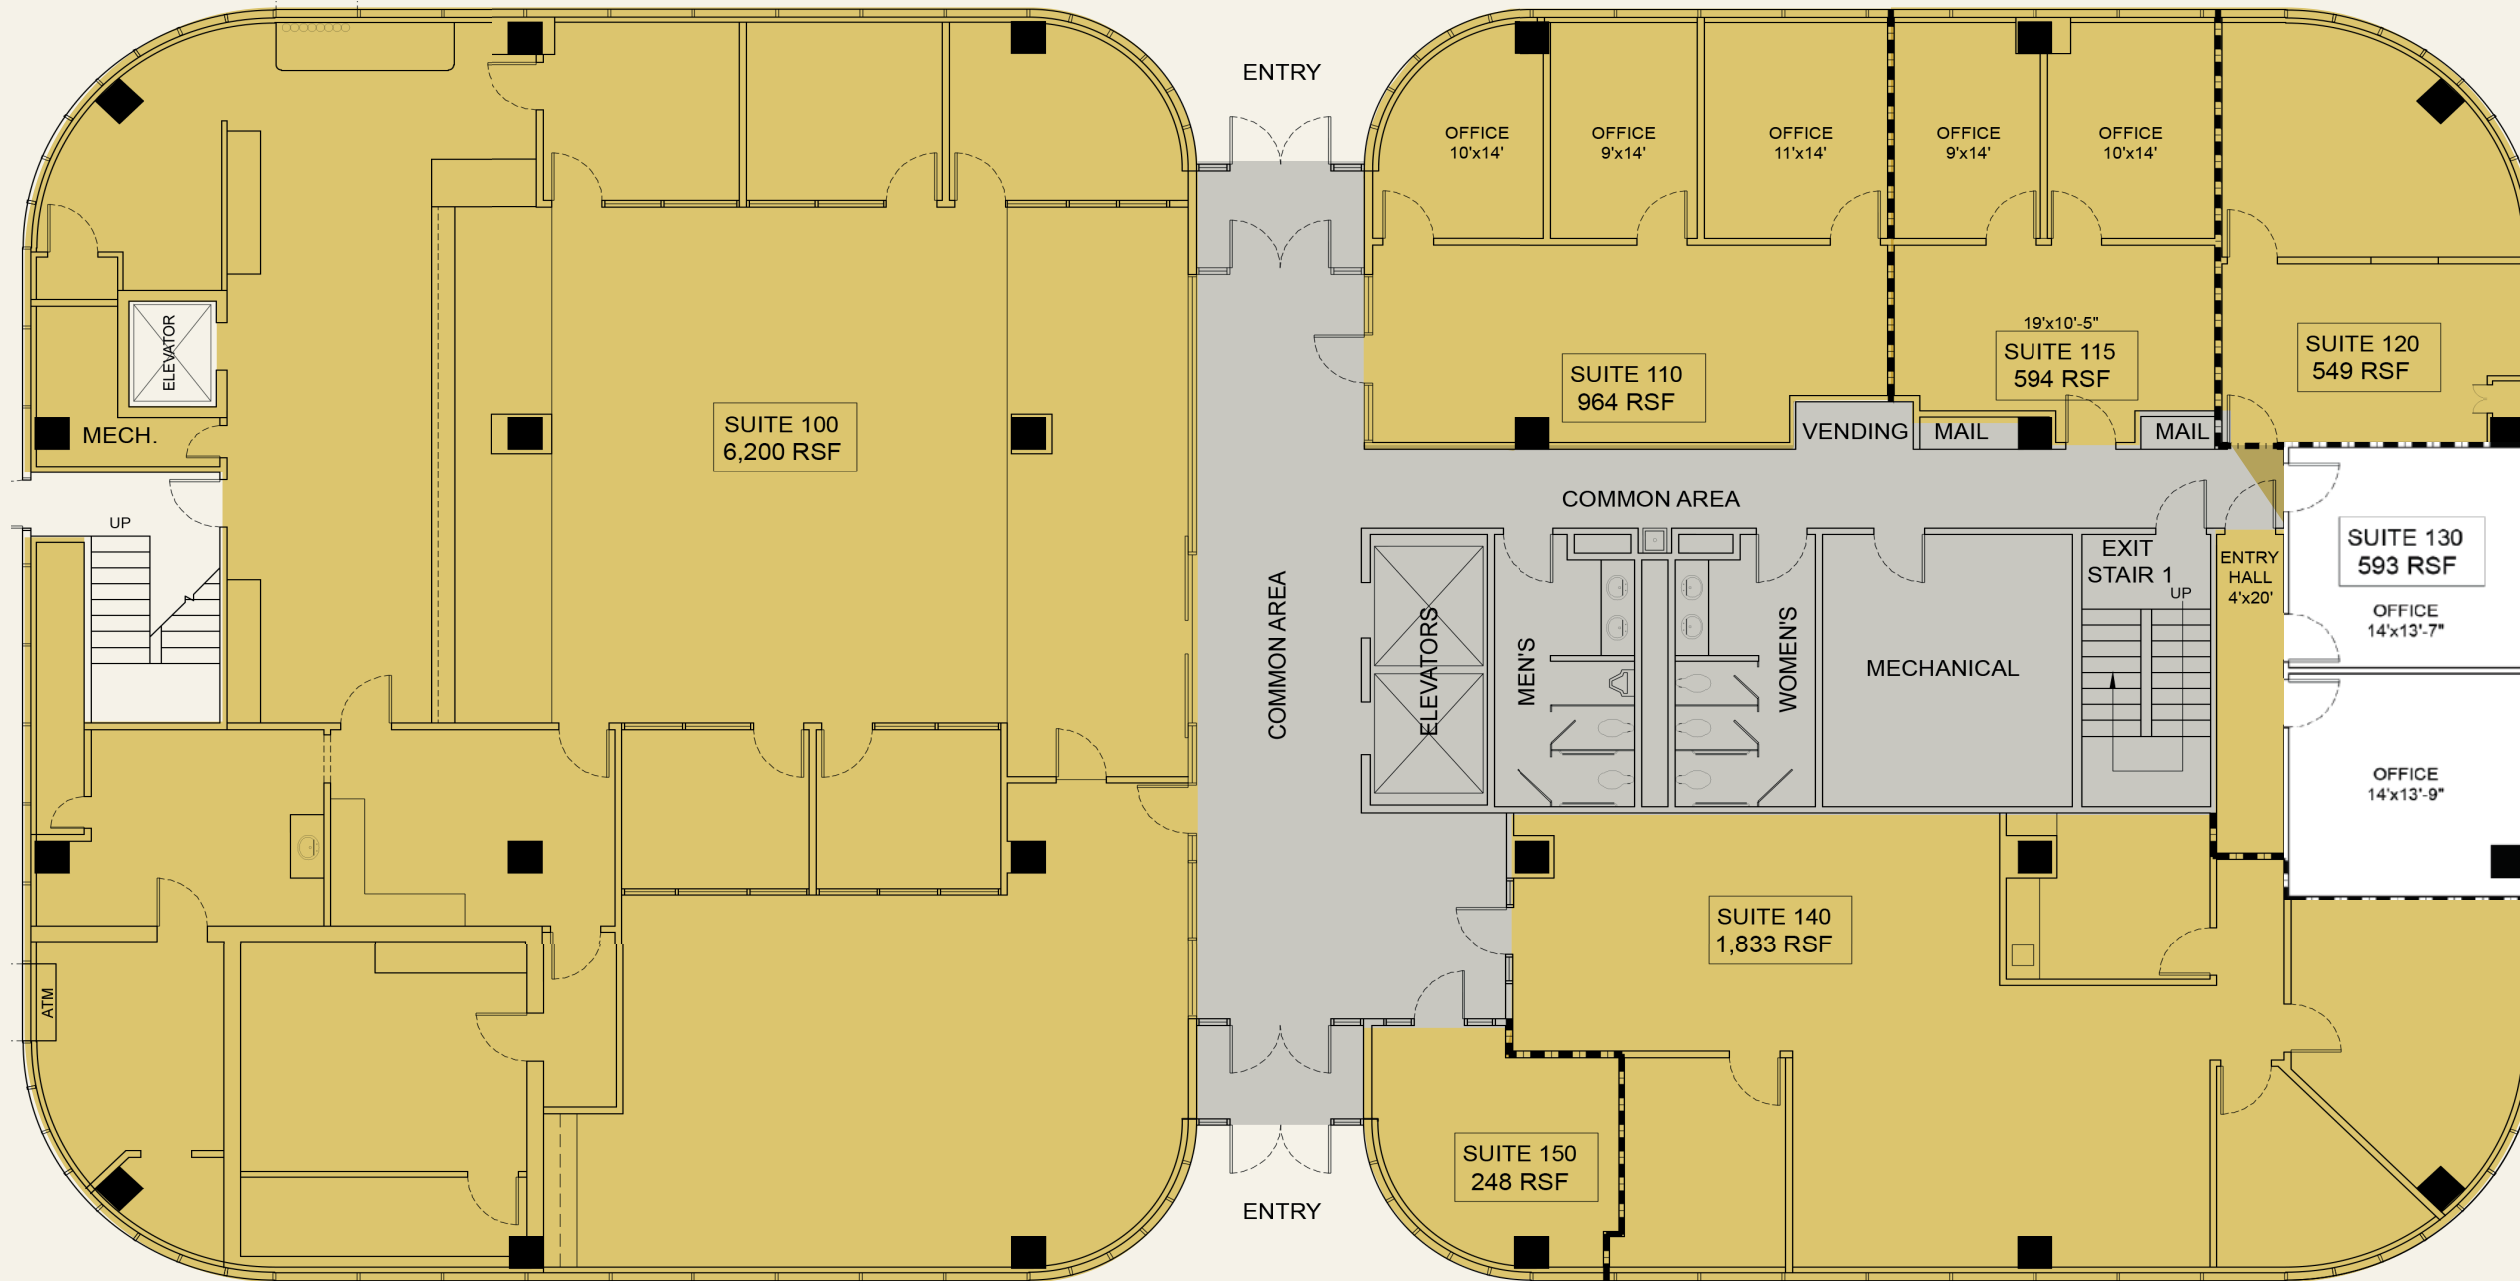 ENTRY
OFFICE
10'x14'
OFFICE
9'x14'
OFFICE
11'x14'
OFFICE
9'x14'
OFFICE
10'x14'
ELEVATOR
MECH.
UP
SUITE 100
6,200 RSF
SUITE 110
964 RSF
19'x10'-5"
SUITE 115
594 RSF
SUITE 120
549 RSF
VENDING
MAIL
MAIL
COMMON AREA
COMMON AREA
ELEVATORS
MEN'S
WOMEN'S
MECHANICAL
EXIT
STAIR 1
UP
ENTRY
HALL
4'x20'
SUITE 130
593 RSF
OFFICE
14'x13'-7"
OFFICE
14'x13'-9"
SUITE 140
1,833 RSF
ATM
SUITE 150
248 RSF
ENTRY